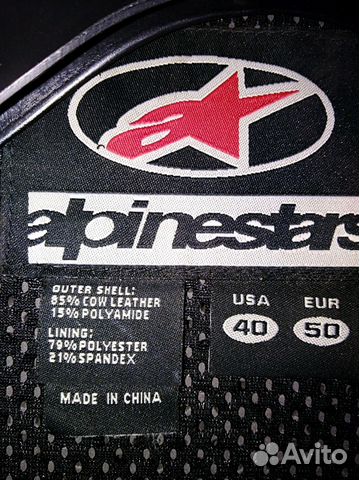 alpinestars
OUTER SHELL:
85% COW LEATHER
15% POLYAMIDE
LINING:
79% POLYESTER
21% SPANDEX
MADE IN CHINA
USA EUR
40 50
Avito